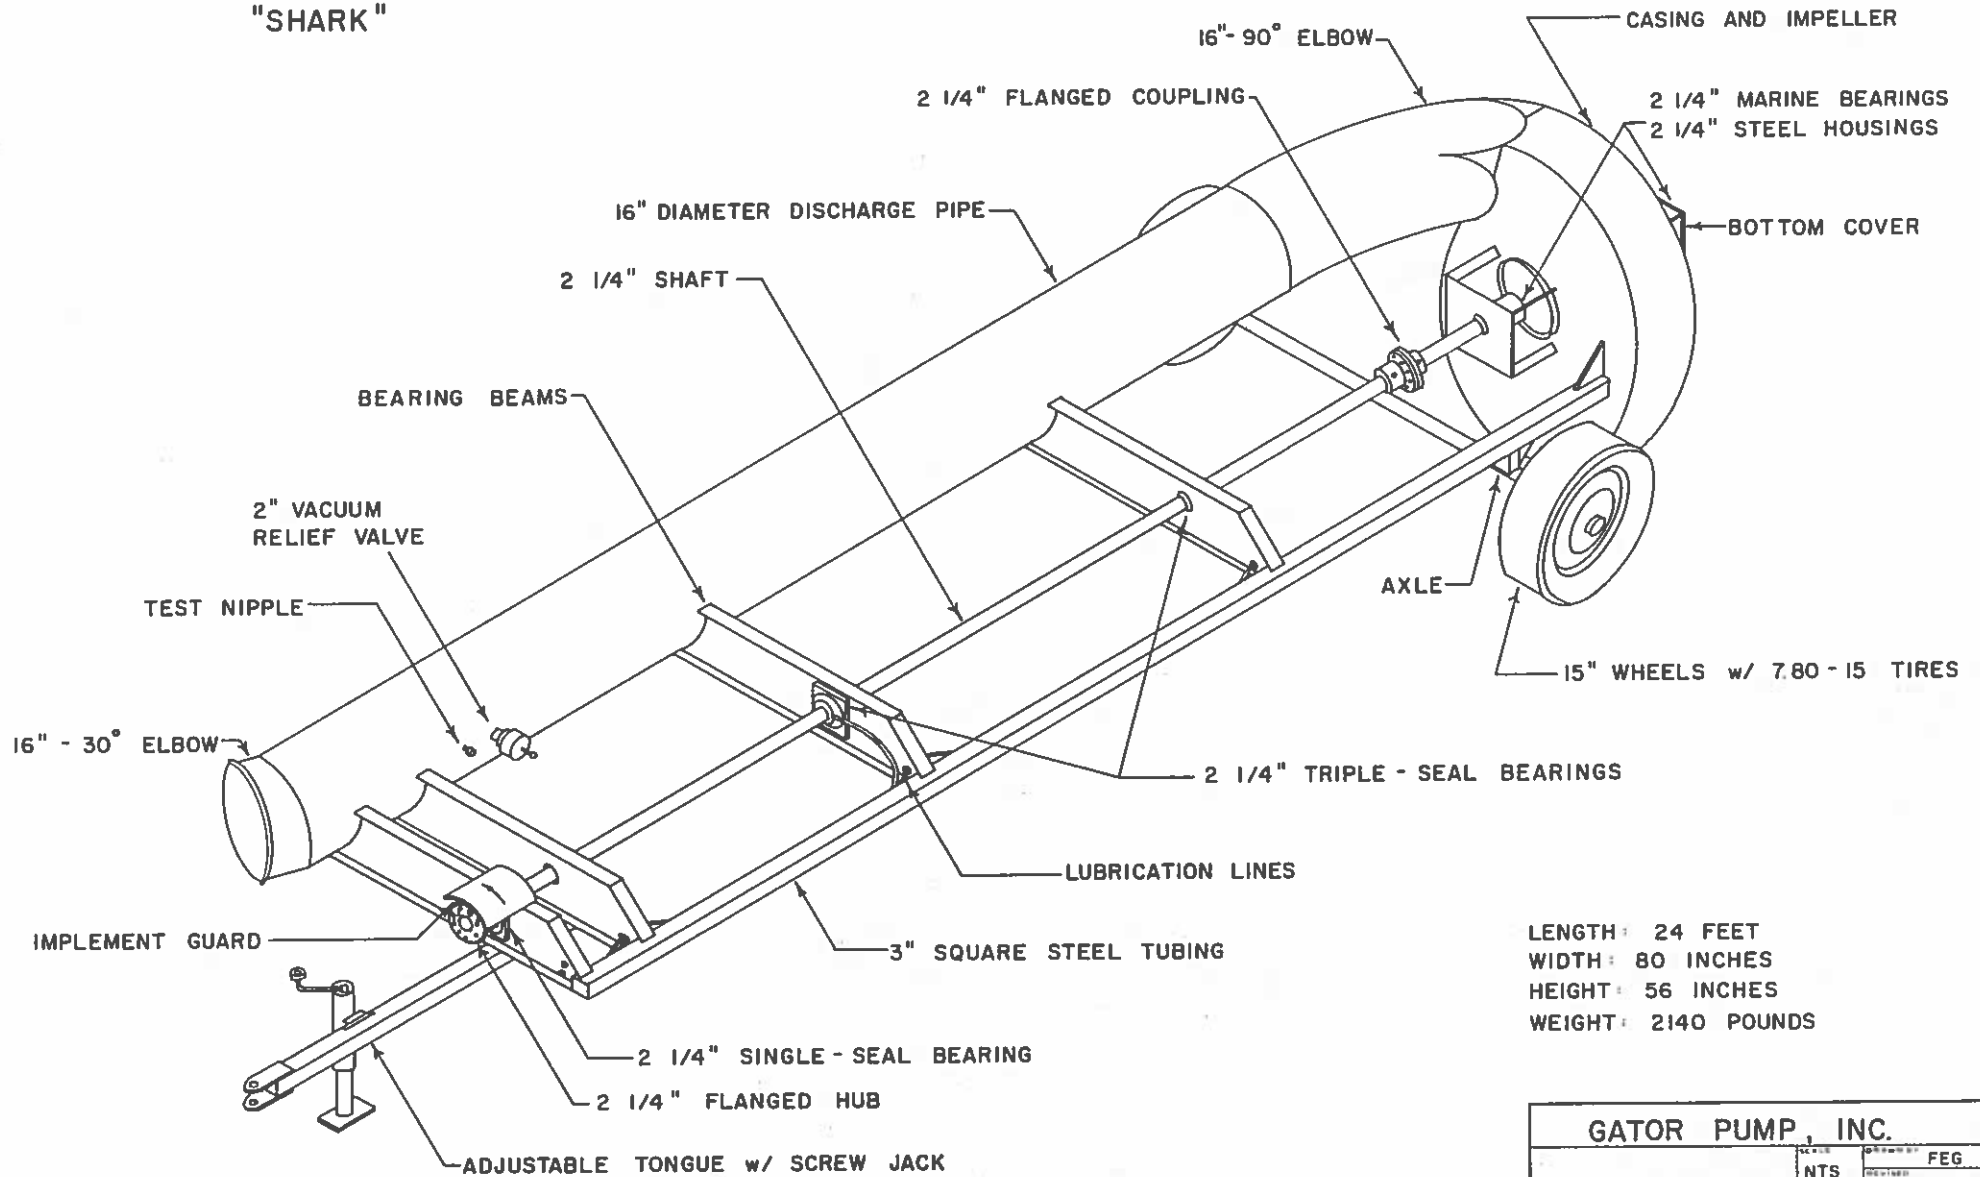 "SHARK"
CASING AND IMPELLER
16"-90° ELBOW
2 1/4" FLANGED COUPLING
2 1/4" MARINE BEARINGS
2 1/4" STEEL HOUSINGS
16" DIAMETER DISCHARGE PIPE
BOTTOM COVER
2 1/4" SHAFT
BEARING BEAMS
2" VACUUM
RELIEF VALVE
TEST NIPPLE
AXLE
15" WHEELS w/ 7.80-15 TIRES
16" - 30° ELBOW
2 1/4" TRIPLE-SEAL BEARINGS
LUBRICATION LINES
IMPLEMENT GUARD
3" SQUARE STEEL TUBING
LENGTH: 24 FEET
WIDTH: 80 INCHES
HEIGHT: 56 INCHES
WEIGHT: 2140 POUNDS
2 1/4" SINGLE-SEAL BEARING
2 1/4" FLANGED HUB
ADJUSTABLE TONGUE w/ SCREW JACK
GATOR PUMP, INC.
SCALE
NTS
DRAWN BY
FEG
REVISED